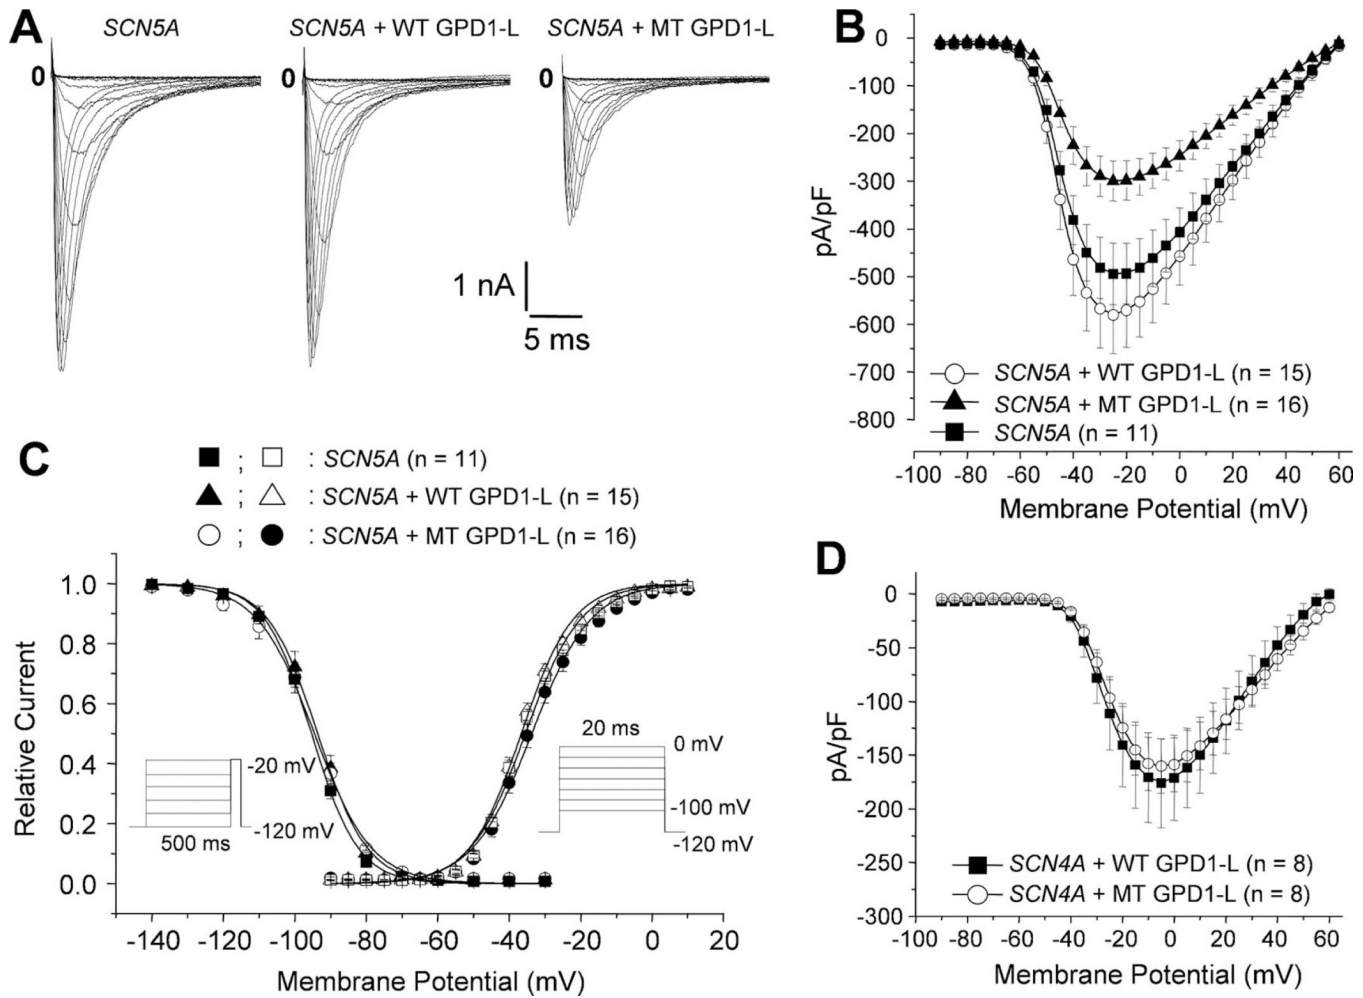 A
SCN5A
SCN5A + WT GPD1-L
SCN5A + MT GPD1-L
0
0
0
1 nA
5 ms
B
0
-100
-200
-300
-400
-500
-600
-700
-800
pA/pF
SCN5A + WT GPD1-L (n = 15)
SCN5A + MT GPD1-L (n = 16)
SCN5A (n = 11)
-100 -80 -60 -40 -20 0 20 40 60
Membrane Potential (mV)
C
; : SCN5A (n = 11)
; : SCN5A + WT GPD1-L (n = 15)
; : SCN5A + MT GPD1-L (n = 16)
1.0
0.8
0.6
0.4
0.2
0.0
Relative Current
-20 mV
-120 mV
500 ms
20 ms
0 mV
-100 mV
-120 mV
-140 -120 -100 -80 -60 -40 -20 0 20
Membrane Potential (mV)
D
0
-50
-100
-150
-200
-250
-300
pA/pF
SCN4A + WT GPD1-L (n = 8)
SCN4A + MT GPD1-L (n = 8)
-100 -80 -60 -40 -20 0 20 40 60
Membrane Potential (mV)